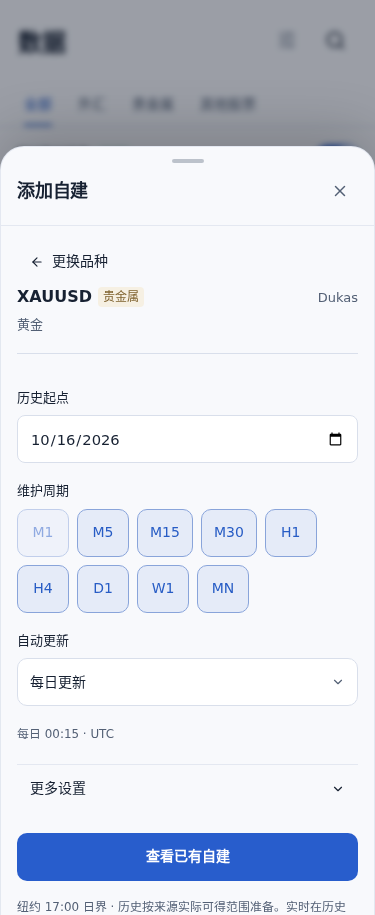 数据
全部 外汇 贵金属 其他股票
添加自建
更换品种
XAUUSD 贵金属 Dukas
黄金
历史起点
10/16/2026
维护周期
M1 M5 M15 M30 H1
H4 D1 W1 MN
自动更新
每日更新
每日 00:15 · UTC
更多设置
查看已有自建
纽约 17:00 日界 · 历史按来源实际可得范围准备。实时在历史